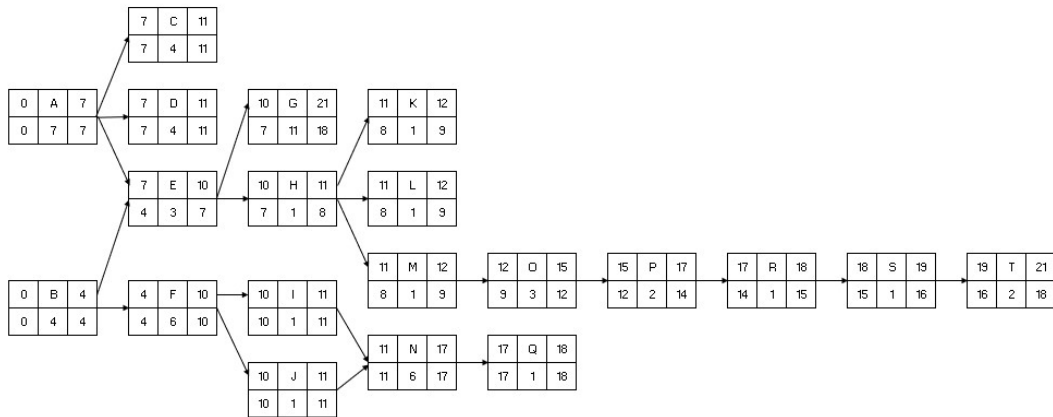 7 C 11
7 4 11
0 A 7
0 7 7
7 D 11
7 4 11
10 G 21
7 11 18
11 K 12
8 1 9
7 E 10
4 3 7
10 H 11
7 1 8
11 L 12
8 1 9
11 M 12
8 1 9
12 O 15
9 3 12
15 P 17
12 2 14
17 R 18
14 1 15
18 S 19
15 1 16
19 T 21
16 2 18
0 B 4
0 4 4
4 F 10
4 6 10
10 I 11
10 1 11
11 N 17
11 6 17
17 Q 18
17 1 18
10 J 11
10 1 11